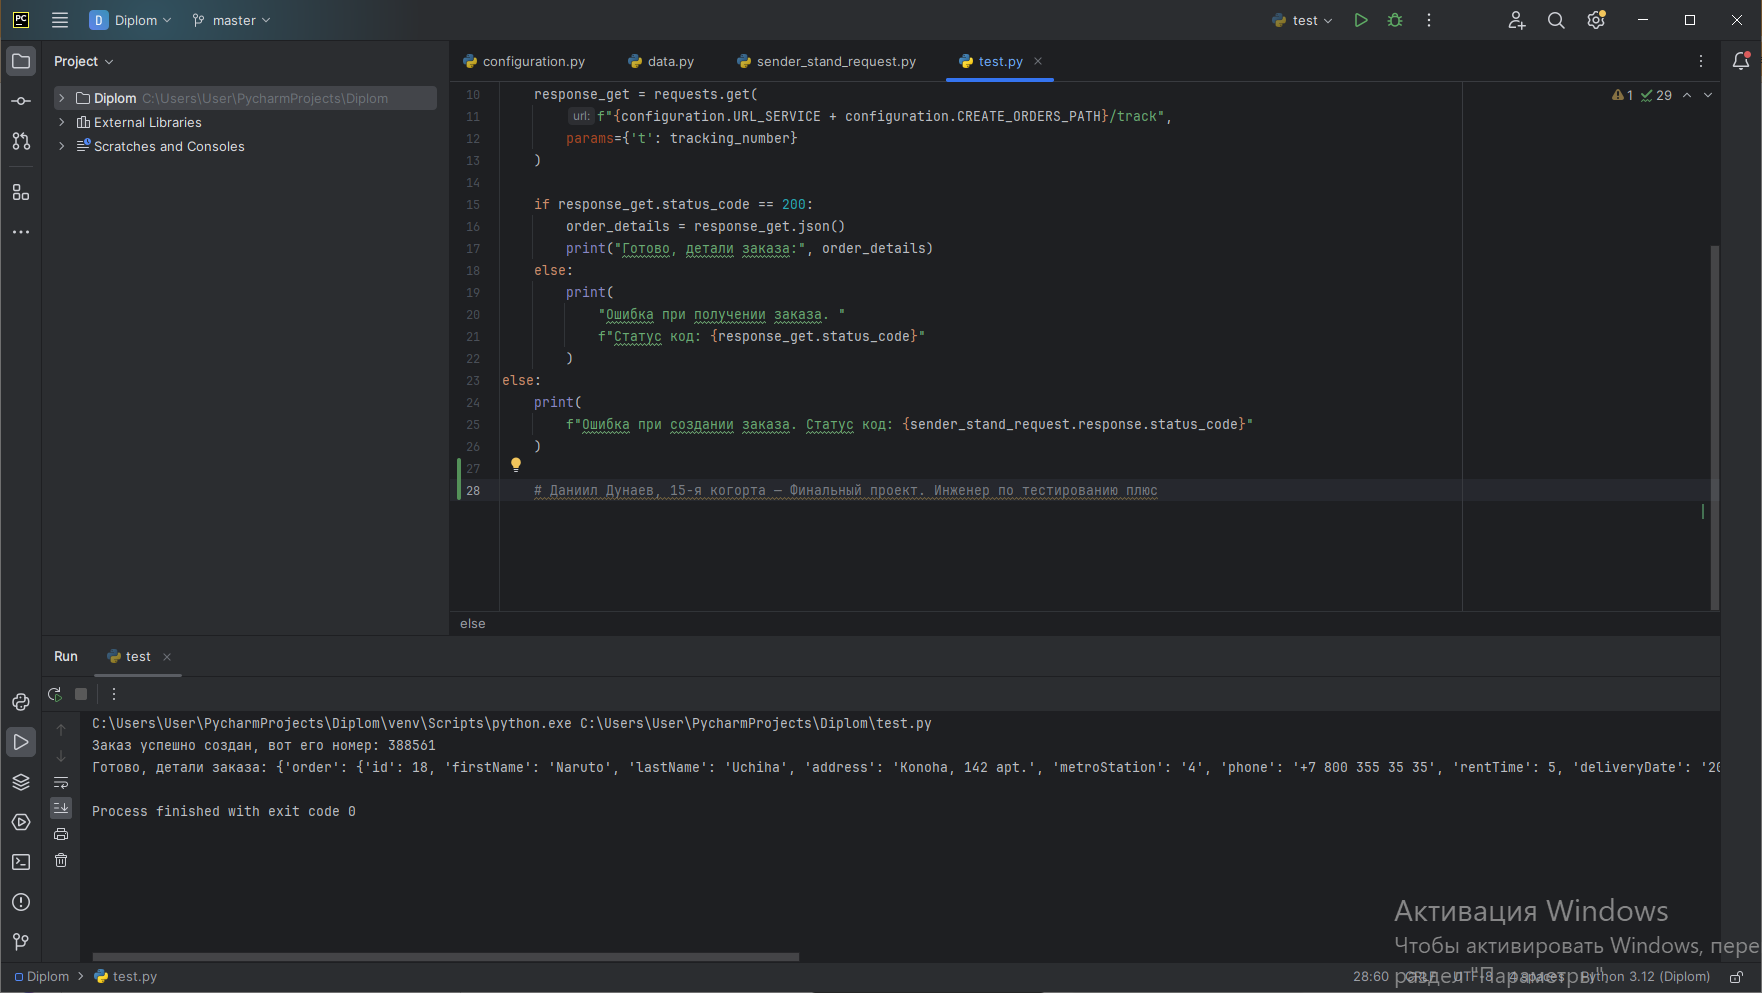 PC
D Diplom master test
Project
configuration.py data.py sender_stand_request.py test.py
Diplom C:\Users\User\PycharmProjects\Diplom
External Libraries
Scratches and Consoles
1 29
10 response_get = requests.get(
11 url: f"{configuration.URL_SERVICE + configuration.CREATE_ORDERS_PATH}/track",
12 params={'t': tracking_number}
13 )
14
15 if response_get.status_code == 200:
16 order_details = response_get.json()
17 print("Готово, детали заказа:", order_details)
18 else:
19 print(
20 "Ошибка при получении заказа. "
21 f"Статус код: {response_get.status_code}"
22 )
23 else:
24 print(
25 f"Ошибка при создании заказа. Статус код: {sender_stand_request.response.status_code}"
26 )
27
28 # Даниил Дунаев, 15-я когорта — Финальный проект. Инженер по тестированию плюс
else
Run test
C:\Users\User\PycharmProjects\Diplom\venv\Scripts\python.exe C:\Users\User\PycharmProjects\Diplom\test.py
Заказ успешно создан, вот его номер: 388561
Готово, детали заказа: {'order': {'id': 18, 'firstName': 'Naruto', 'lastName': 'Uchiha', 'address': 'Konoha, 142 apt.', 'metroStation': '4', 'phone': '+7 800 355 35 35', 'rentTime': 5, 'deliveryDate': '20
Process finished with exit code 0
Активация Windows
Чтобы активировать Windows, пере
раздел "Параметры".
Diplom test.py
28:60 CRLF UTF-8 4 spaces Python 3.12 (Diplom)